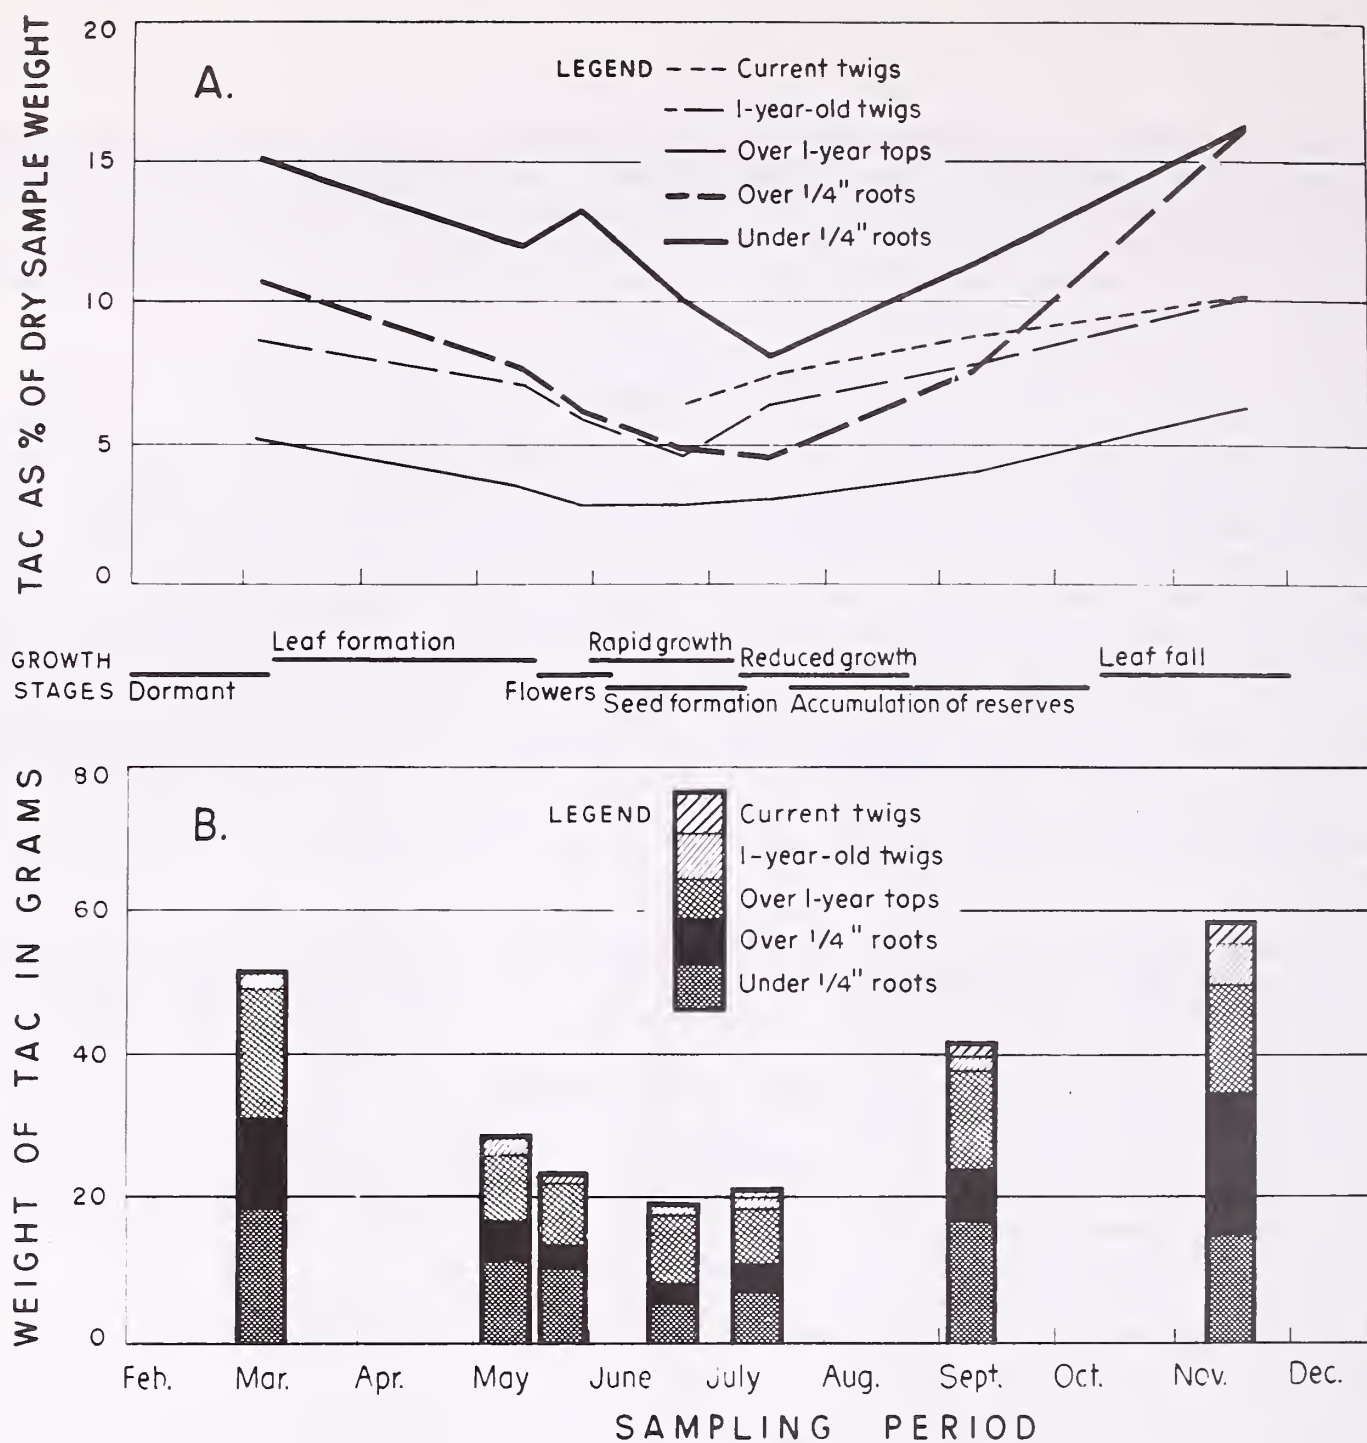 TAC AS % OF DRY SAMPLE WEIGHT
20
15
10
5
0
A.
LEGEND
Current twigs
1-year-old twigs
Over 1-year tops
Over 1/4" roots
Under 1/4" roots
GROWTH
STAGES
Dormant
Leaf formation
Flowers
Rapid growth
Seed formation
Reduced growth
Accumulation of reserves
Leaf fall
WEIGHT OF TAC IN GRAMS
80
60
40
20
0
B.
LEGEND
Current twigs
1-year-old twigs
Over 1-year tops
Over 1/4" roots
Under 1/4" roots
Feb. Mar. Apr. May June July Aug. Sept. Oct. Nov. Dec.
SAMPLING PERIOD